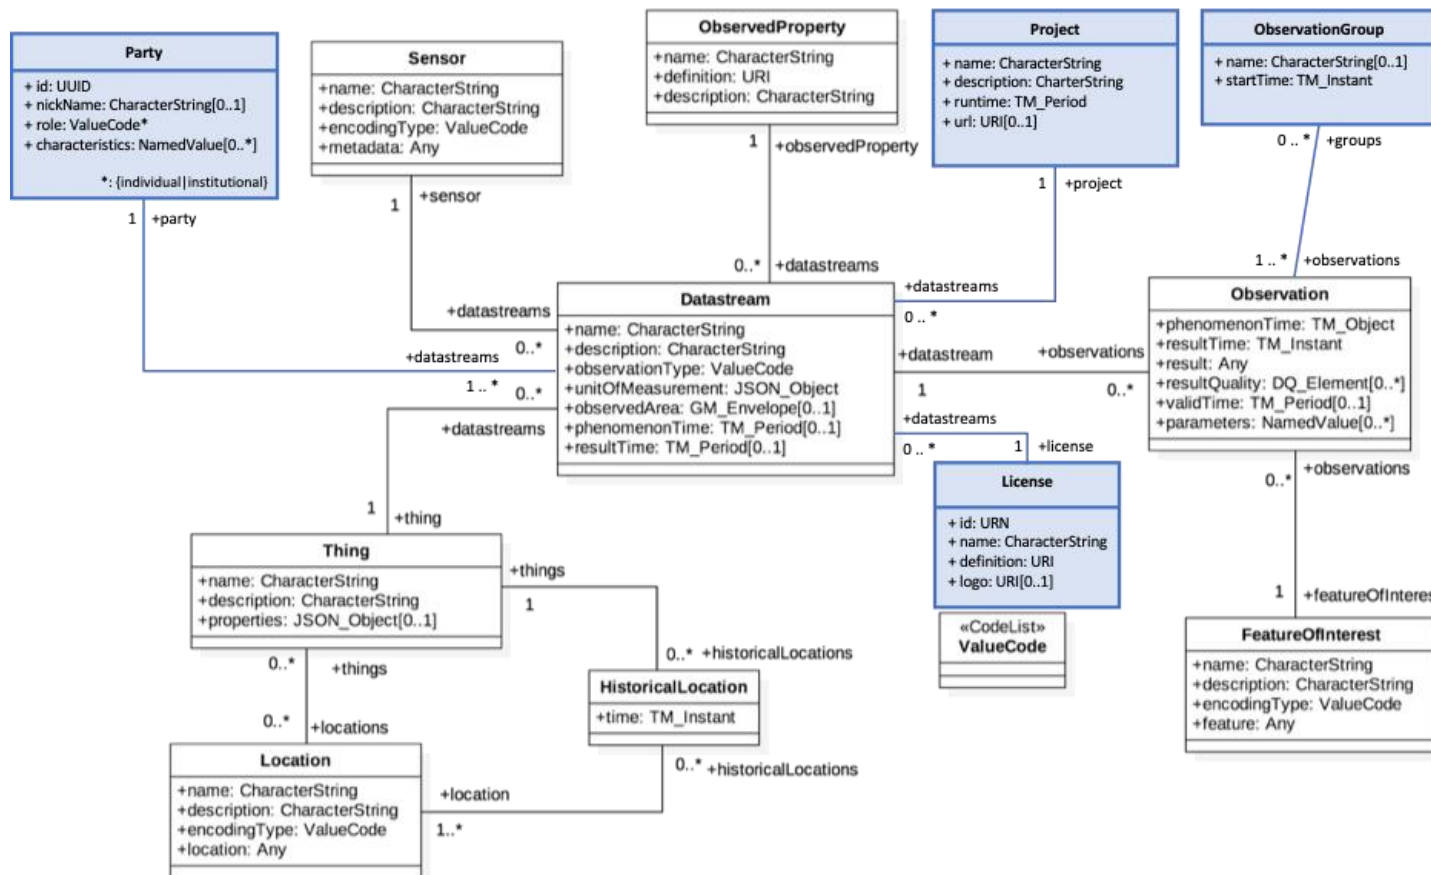 Party
+ id: UUID
+ nickName: CharacterString[0..1]
+ role: ValueCode*
+ characteristics: NamedValue[0..*]
*: {individual|institutional}
1 +party
Sensor
+name: CharacterString
+description: CharacterString
+encodingType: ValueCode
+metadata: Any
1 +sensor
ObservedProperty
+name: CharacterString
+definition: URI
+description: CharacterString
1 +observedProperty
Project
+ name: CharacterString
+ description: CharterString
+ runtime: TM_Period
+ url: URI[0..1]
1 +project
ObservationGroup
+ name: CharacterString[0..1]
+ startTime: TM_Instant
0 .. * +groups
1 .. * +observations
0..* +datastreams
+datastreams
0 .. *
+datastreams
0..*
+datastreams
1 .. *
0..*
+datastreams
Datastream
+name: CharacterString
+description: CharacterString
+observationType: ValueCode
+unitOfMeasurement: JSON_Object
+observedArea: GM_Envelope[0..1]
+phenomenonTime: TM_Period[0..1]
+resultTime: TM_Period[0..1]
+datastream
1
+observations
0..*
Observation
+phenomenonTime: TM_Object
+resultTime: TM_Instant
+result: Any
+resultQuality: DQ_Element[0..*]
+validTime: TM_Period[0..1]
+parameters: NamedValue[0..*]
+datastreams
0 .. *
1 +license
License
+ id: URN
+ name: CharacterString
+ definition: URI
+ logo: URI[0..1]
«CodeList»
ValueCode
+observations
0..*
1 +featureOfInteres
FeatureOfInterest
+name: CharacterString
+description: CharacterString
+encodingType: ValueCode
+feature: Any
1 +thing
Thing
+name: CharacterString
+description: CharacterString
+properties: JSON_Object[0..1]
+things
1
0..* +historicalLocations
HistoricalLocation
+time: TM_Instant
0..* +historicalLocations
0..* +things
0..* +locations
Location
+name: CharacterString
+description: CharacterString
+encodingType: ValueCode
+location: Any
+location
1..*